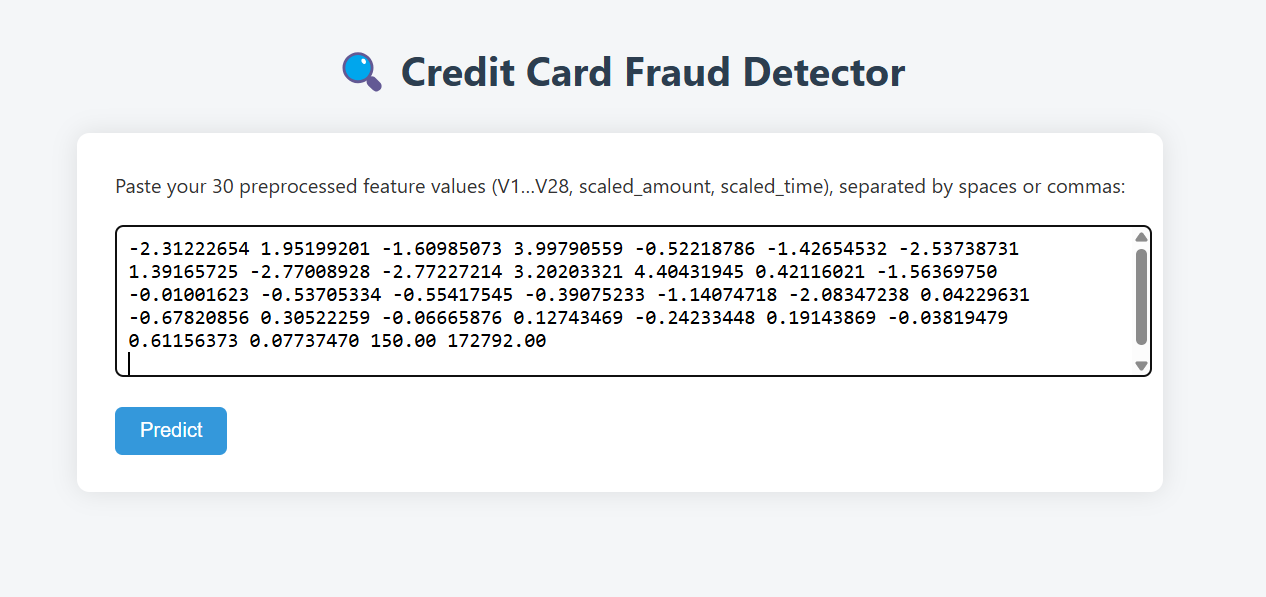 Credit Card Fraud Detector
Paste your 30 preprocessed feature values (V1...V28, scaled_amount, scaled_time), separated by spaces or commas:
-2.31222654 1.95199201 -1.60985073 3.99790559 -0.52218786 -1.42654532 -2.53738731
1.39165725 -2.77008928 -2.77227214 3.20203321 4.40431945 0.42116021 -1.56369750
-0.01001623 -0.53705334 -0.55417545 -0.39075233 -1.14074718 -2.08347238 0.04229631
-0.67820856 0.30522259 -0.06665876 0.12743469 -0.24233448 0.19143869 -0.03819479
0.61156373 0.07737470 150.00 172792.00
Predict